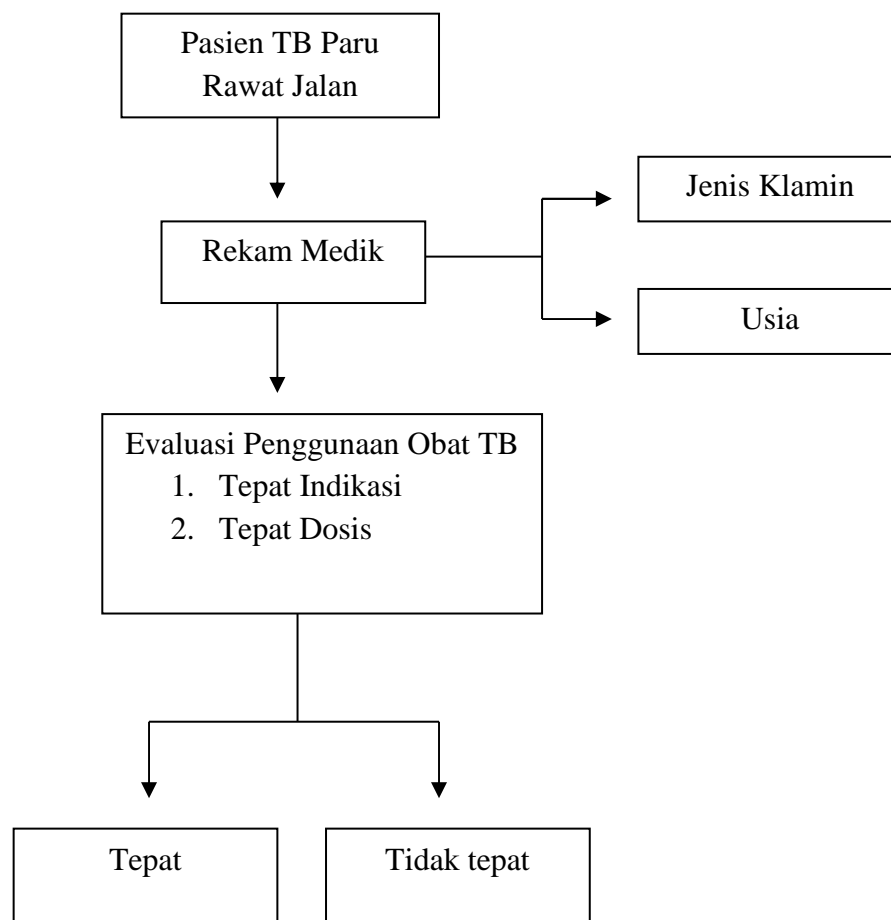 Pasien TB Paru
Rawat Jalan
Jenis Klamin
Rekam Medik
Usia
Evaluasi Penggunaan Obat TB
1. Tepat Indikasi
2. Tepat Dosis
Tepat
Tidak tepat